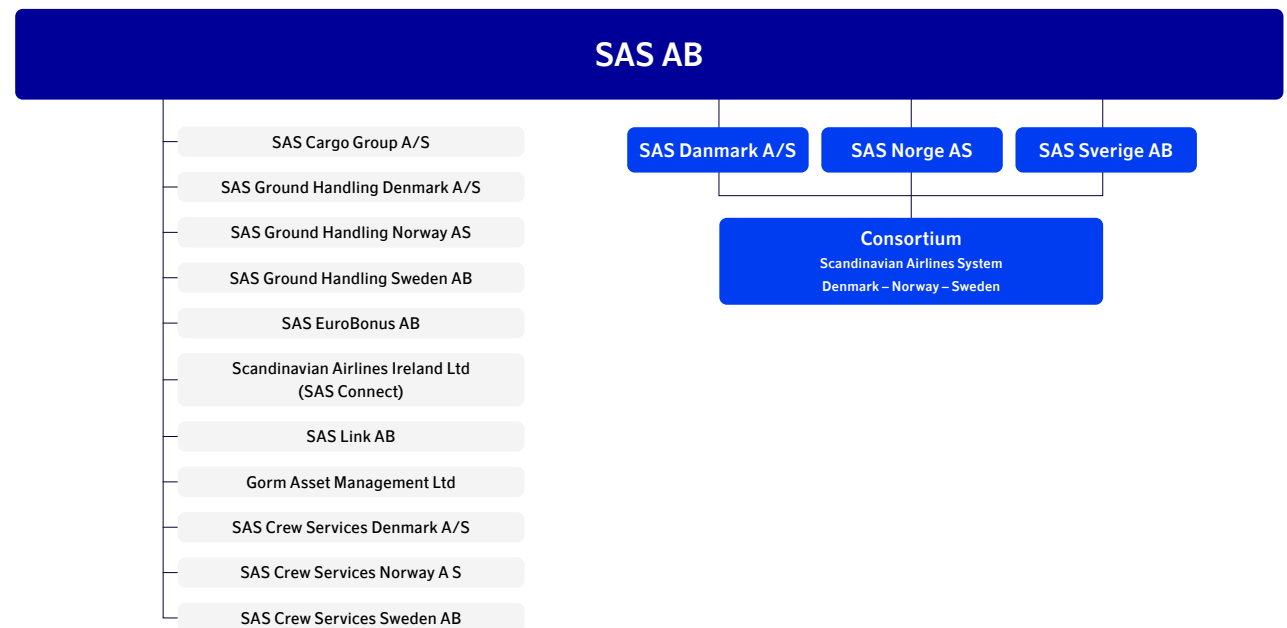 SAS AB
SAS Cargo Group A/S
SAS Ground Handling Denmark A/S
SAS Ground Handling Norway AS
SAS Ground Handling Sweden AB
SAS EuroBonus AB
Scandinavian Airlines Ireland Ltd
(SAS Connect)
SAS Link AB
Gorm Asset Management Ltd
SAS Crew Services Denmark A/S
SAS Crew Services Norway A S
SAS Crew Services Sweden AB
SAS Danmark A/S
SAS Norge AS
SAS Sverige AB
Consortium
Scandinavian Airlines System
Denmark – Norway – Sweden